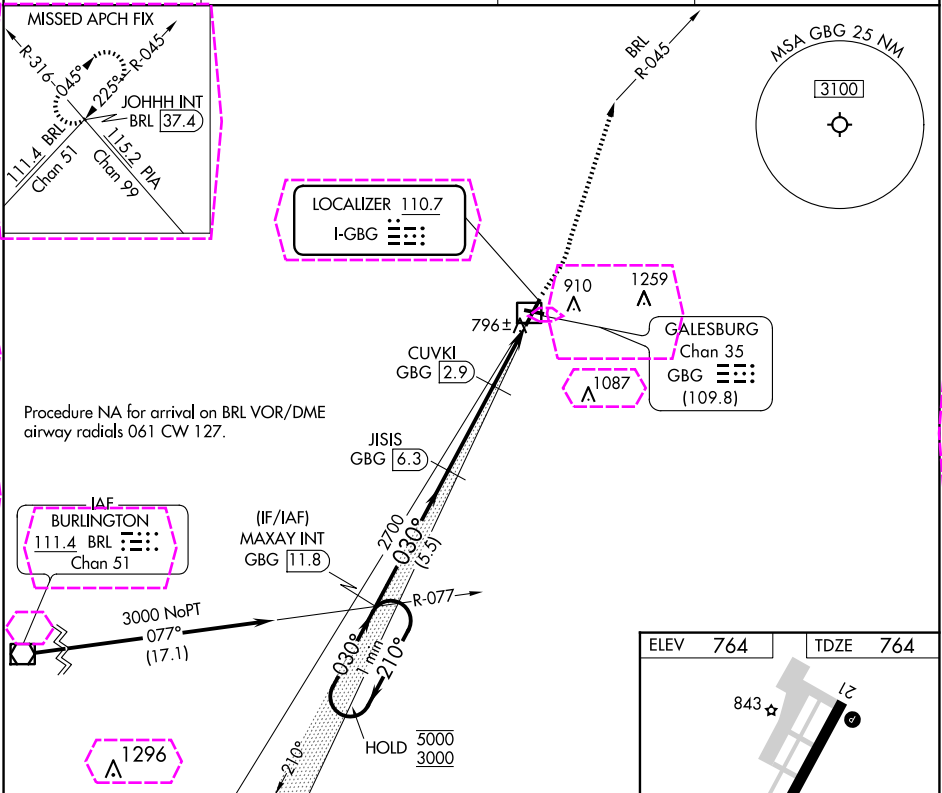 MISSED APCH FIX
R-316
045°
225°
R-045
JOHHH INT
BRL 37.4
111.4 BRL
Chan 51
115.2 PIA
Chan 99
BRL
R-045
MSA GBG 25 NM
3100
LOCALIZER 110.7
I-GBG
910
1259
796±
GALESBURG
Chan 35
GBG
(109.8)
1087
CUVKI
GBG 2.9
Procedure NA for arrival on BRL VOR/DME
airway radials 061 CW 127.
JISIS
GBG 6.3
IAF
BURLINGTON
111.4 BRL
Chan 51
(IF/IAF)
MAXAY INT
GBG 11.8
2700
030°
(5.5)
3000 NoPT
077°
(17.1)
R-077
030°
1 min
210°
HOLD 5000
3000
210°
1296
ELEV 764
TDZE 764
843
21
P